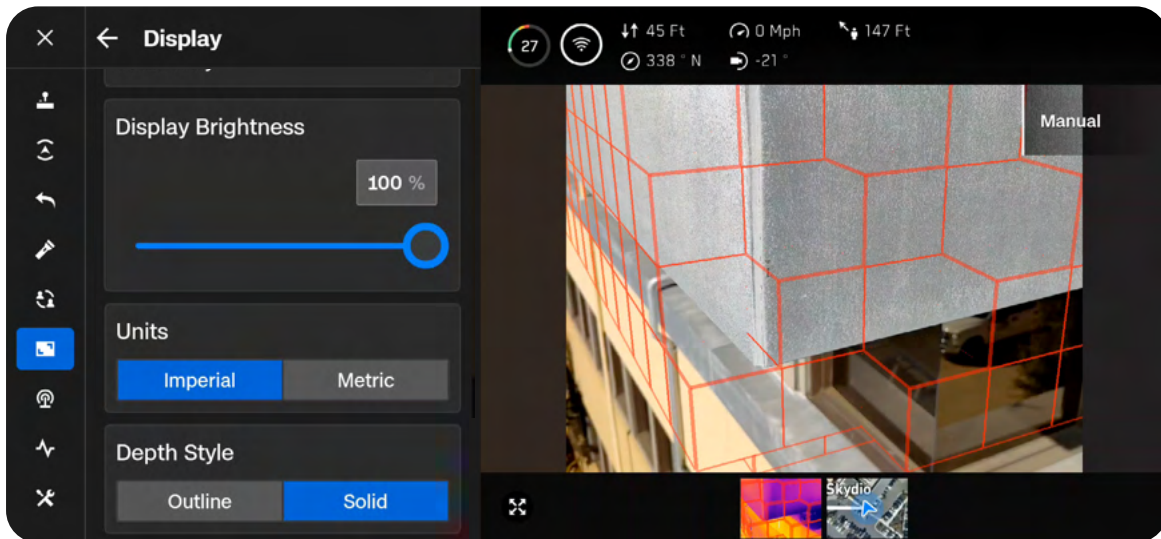 Display
Display Brightness
100 %
Units
Imperial
Metric
Depth Style
Outline
Solid
27
45 Ft
0 Mph
147 Ft
338 ° N
-21 °
Manual
Skydio